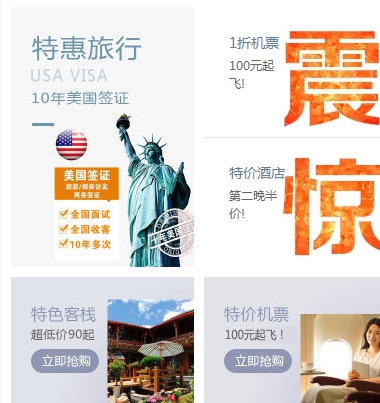 特惠旅行
USA VISA
10年美国签证
美国签证
旅游/探亲访友
商务签证
全国面试
全国收客
10年多次
1折机票
100元起
飞!
震
特价酒店
第二晚半
价!
惊
特色客栈
超低价90起
立即抢购
特价机票
100元起飞！
立即抢购